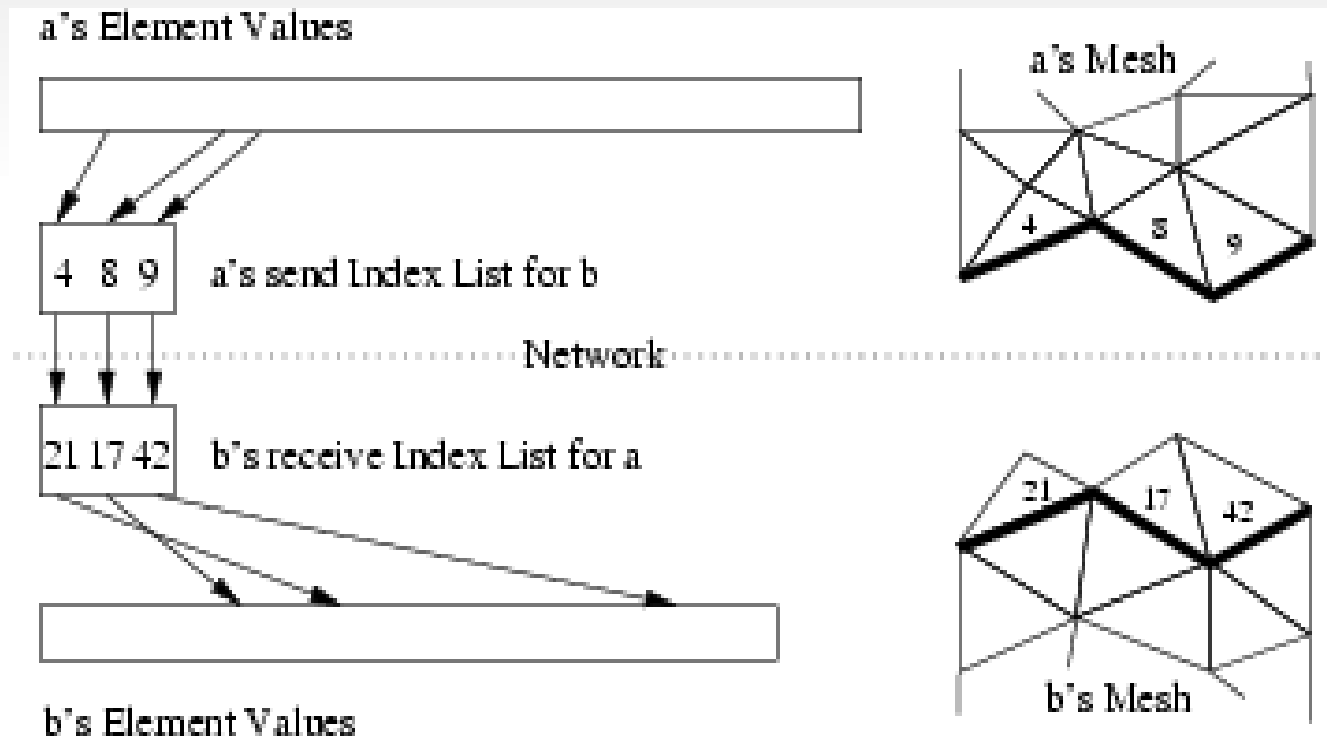 a's Element Values
a's Mesh
4
8
9
4 8 9
a's send Index List for b
Network
21 17 42
b's receive Index List for a
21
17
42
b's Mesh
b's Element Values